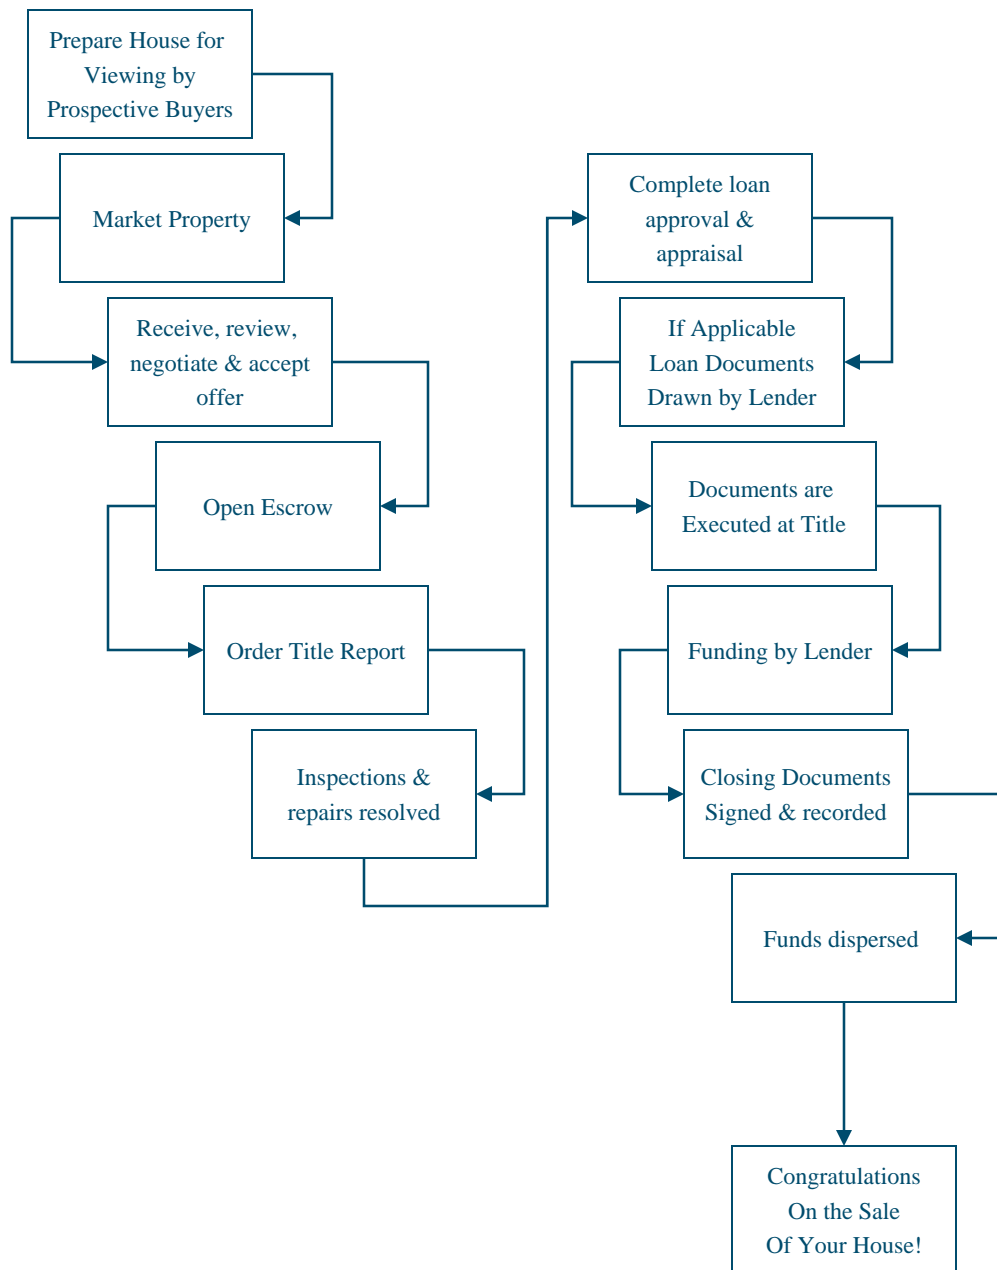 Prepare House for
Viewing by
Prospective Buyers
Market Property
Receive, review,
negotiate & accept
offer
Open Escrow
Order Title Report
Inspections &
repairs resolved
Complete loan
approval &
appraisal
If Applicable
Loan Documents
Drawn by Lender
Documents are
Executed at Title
Funding by Lender
Closing Documents
Signed & recorded
Funds dispersed
Congratulations
On the Sale
Of Your House!